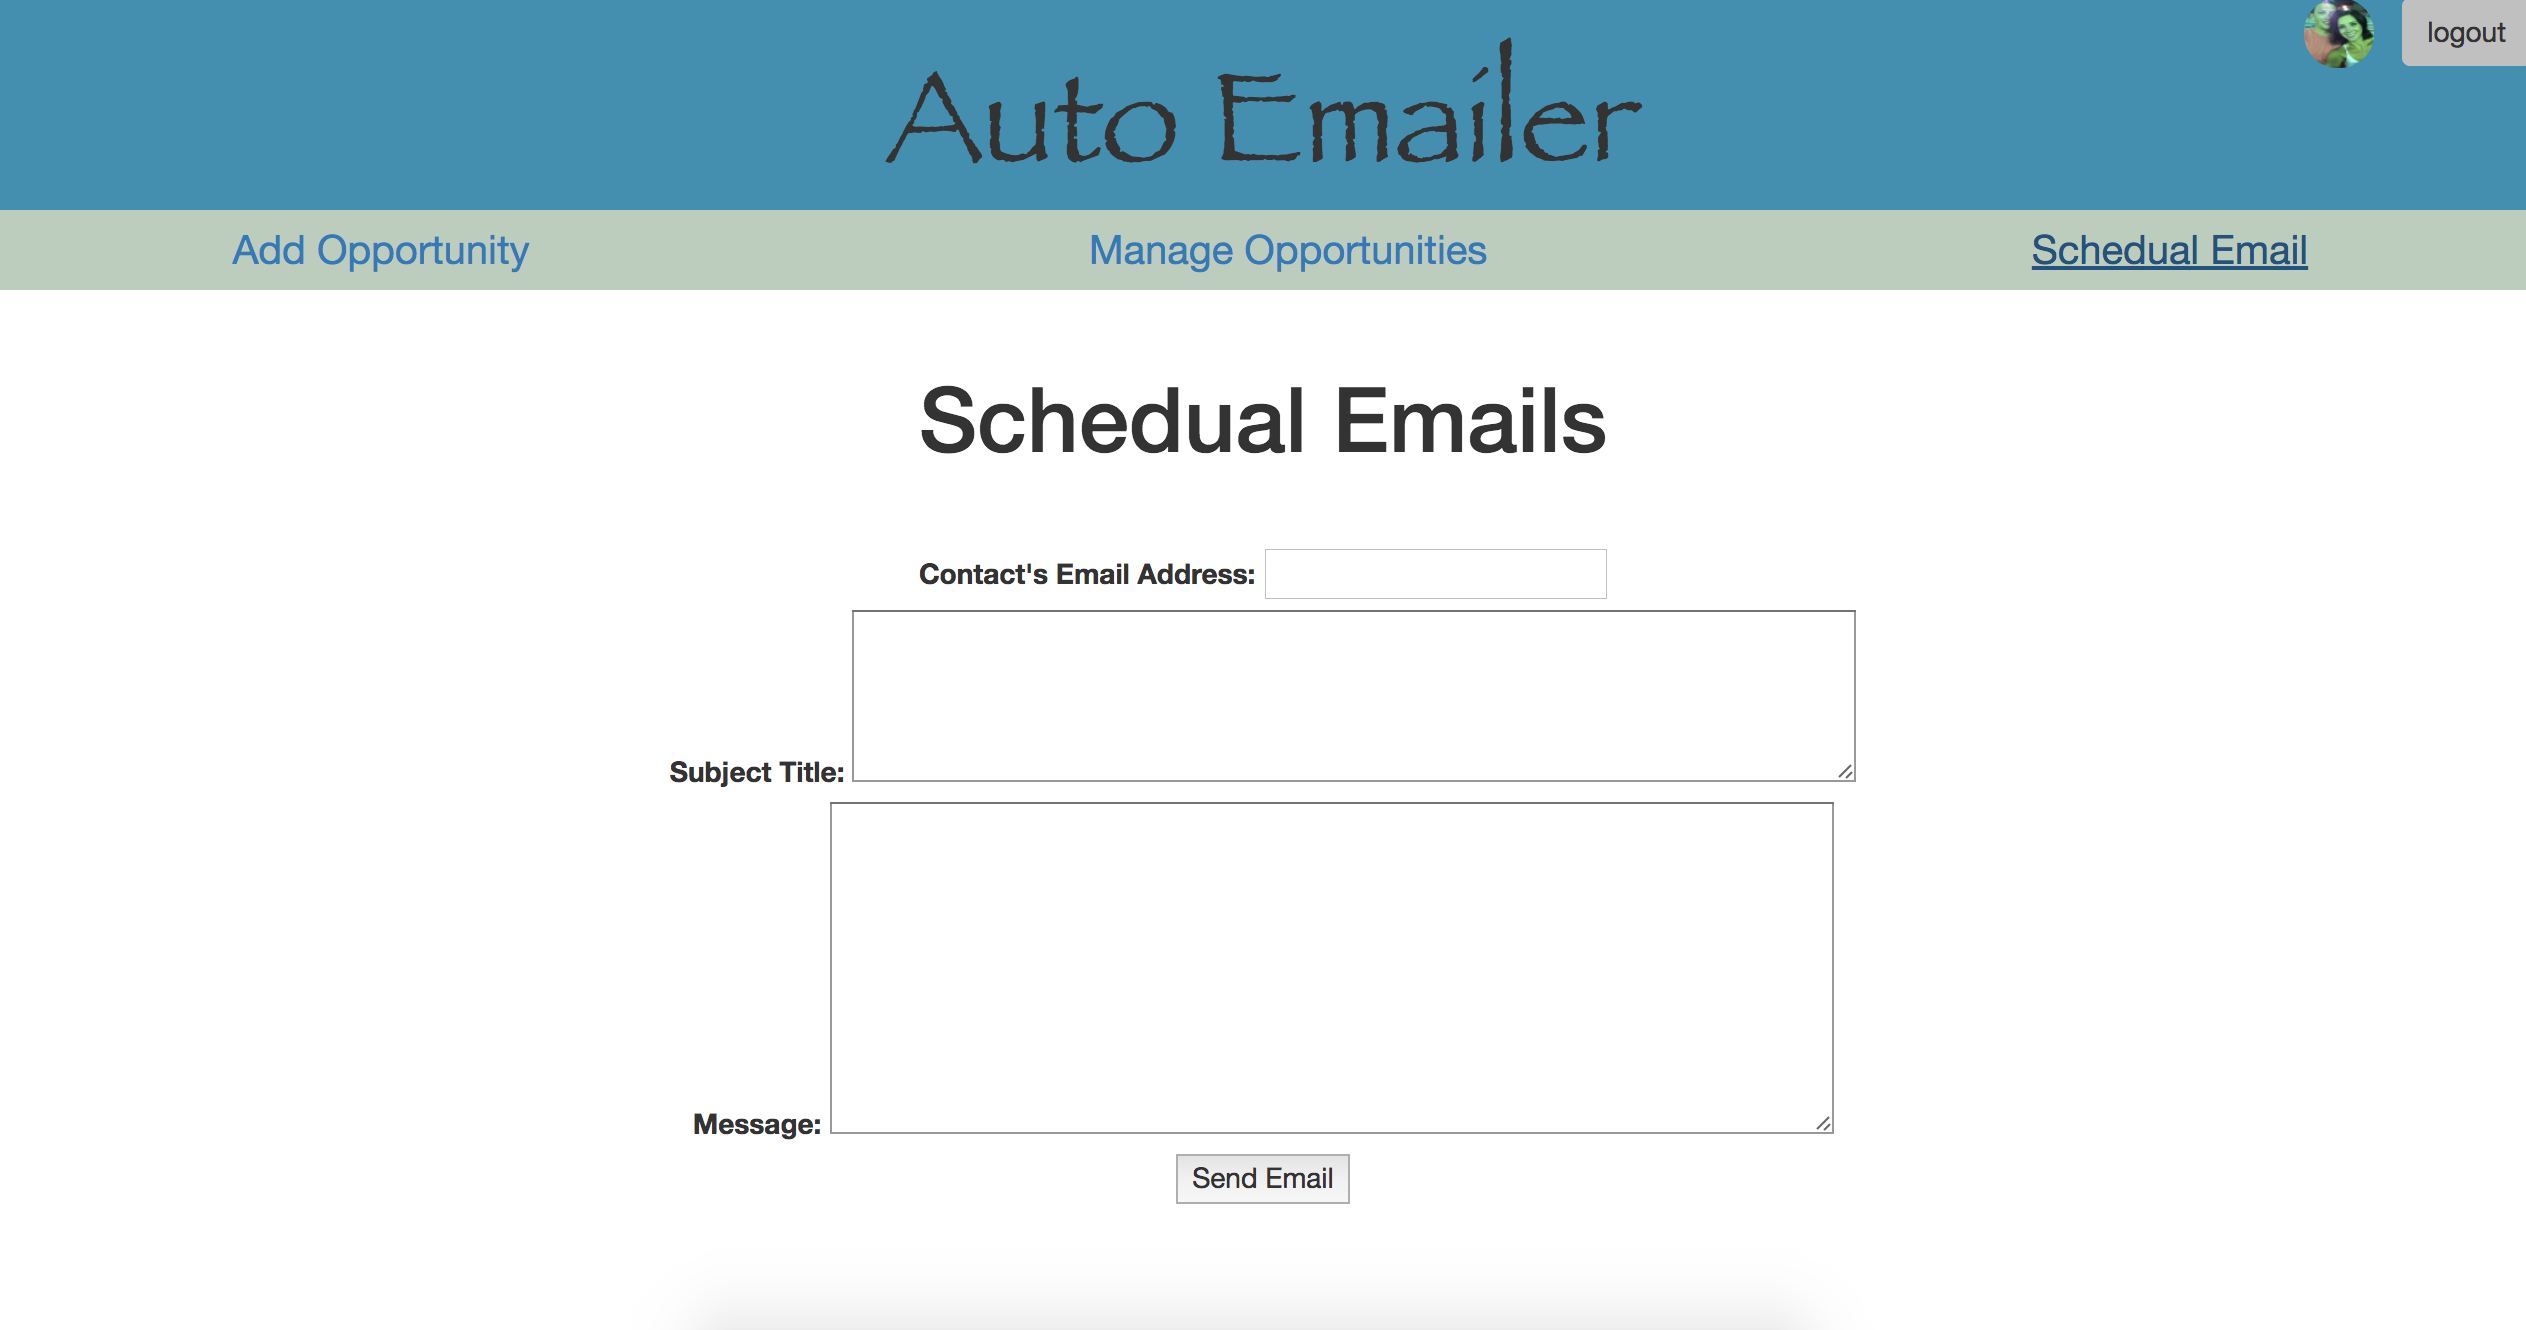 logout
Auto Emailer
Add Opportunity Manage Opportunities Schedual Email
Schedual Emails
Contact's Email Address:
Subject Title:
Message:
Send Email